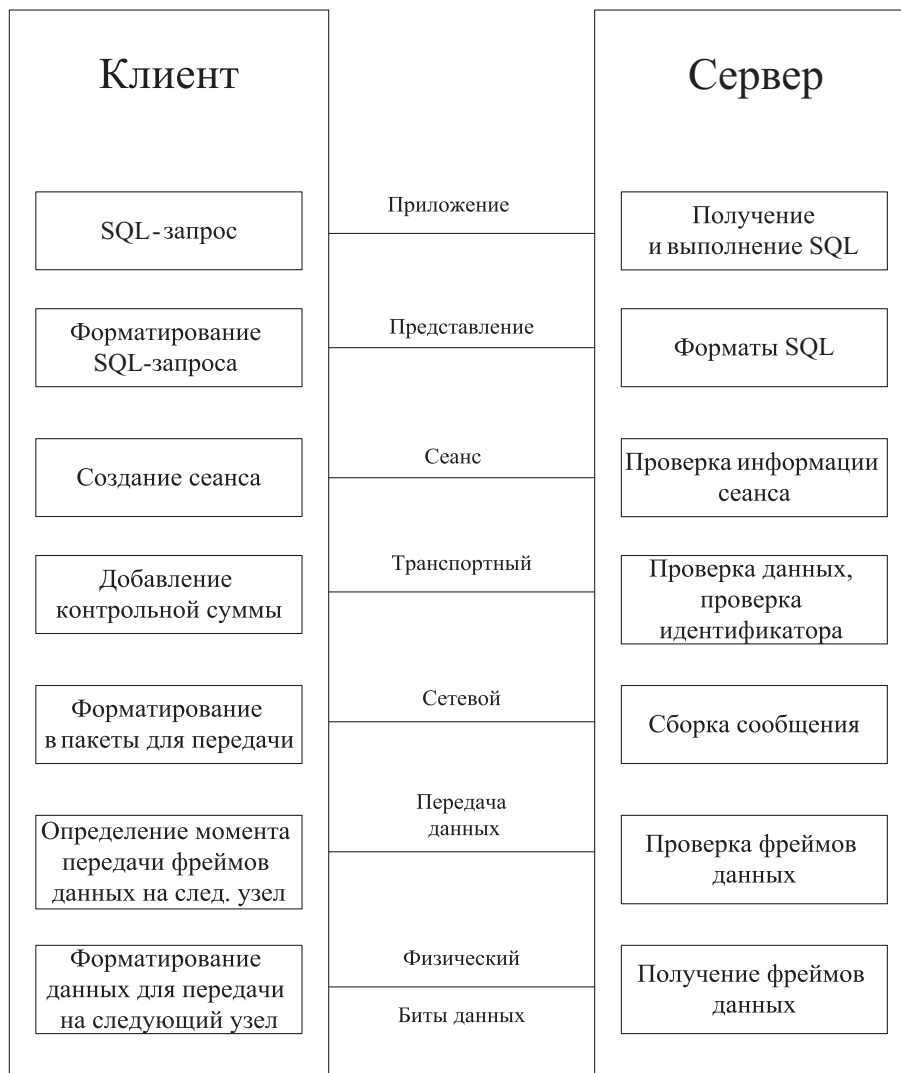 Клиент
Сервер
Приложение
SQL-запрос
Получение
и выполнение SQL
Представление
Форматирование
SQL-запроса
Форматы SQL
Сеанс
Создание сеанса
Проверка информации
сеанса
Транспортный
Добавление
контрольной суммы
Проверка данных,
проверка
идентификатора
Сетевой
Форматирование
в пакеты для передачи
Сборка сообщения
Передача
данных
Определение момента
передачи фреймов
данных на след. узел
Проверка фреймов
данных
Физический
Форматирование
данных для передачи
на следующий узел
Получение фреймов
данных
Биты данных